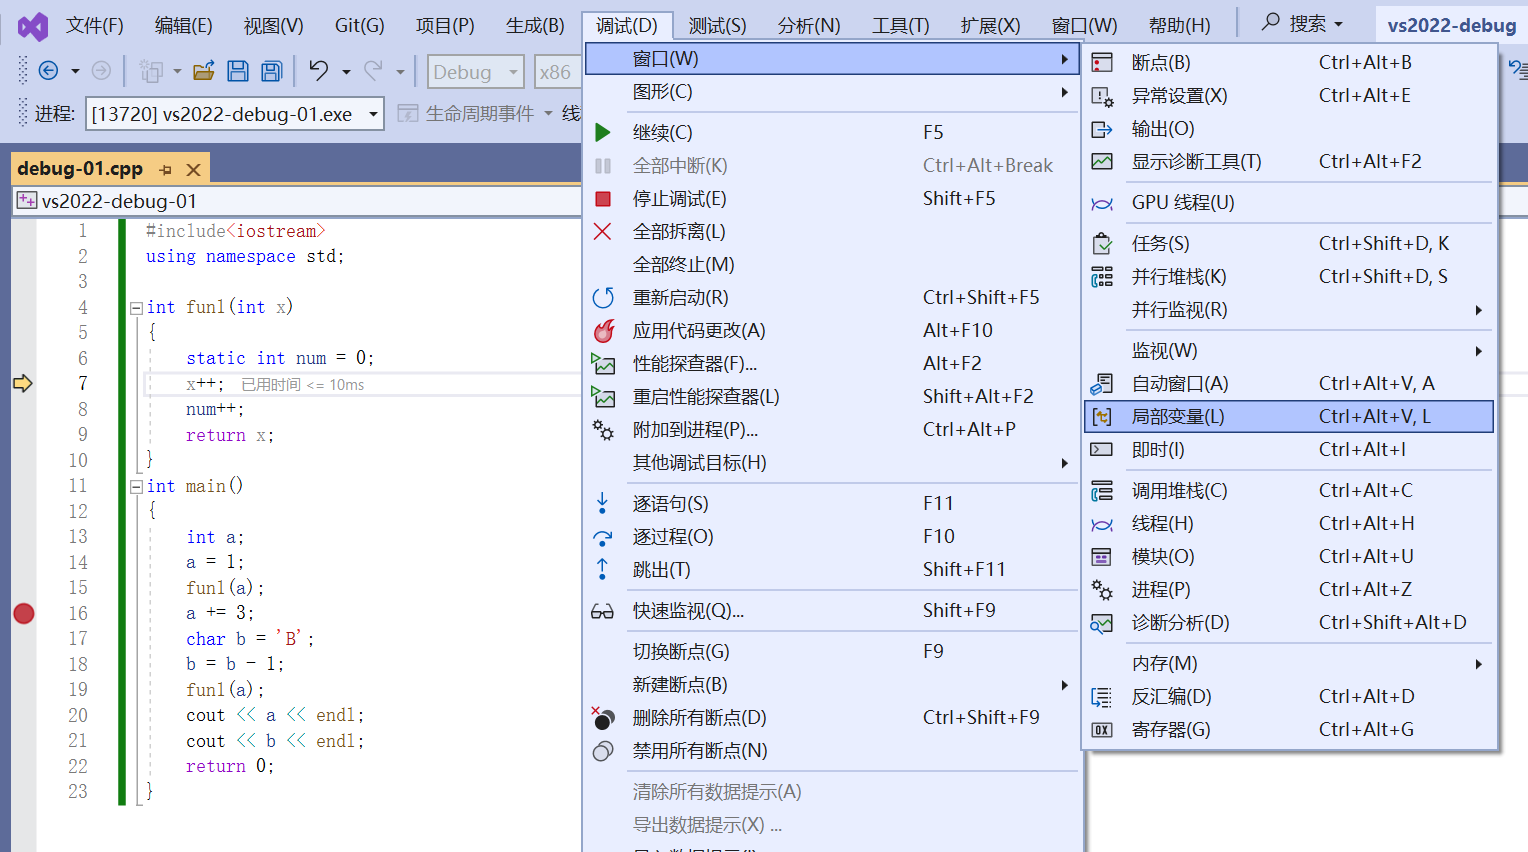 文件(F) 编辑(E) 视图(V) Git(G) 项目(P) 生成(B) 调试(D) 测试(S) 分析(N) 工具(T) 扩展(X) 窗口(W) 帮助(H) 搜索 vs2022-debug
Debug x86
进程: [13720] vs2022-debug-01.exe 生命周期事件
debug-01.cpp
vs2022-debug-01
1 #include<iostream>
2 using namespace std;
3
4 int fun1(int x)
5 {
6 static int num = 0;
7 x++; 已用时间 <= 10ms
8 num++;
9 return x;
10 }
11 int main()
12 {
13 int a;
14 a = 1;
15 fun1(a);
16 a += 3;
17 char b = 'B';
18 b = b - 1;
19 fun1(a);
20 cout << a << endl;
21 cout << b << endl;
22 return 0;
23 }
窗口(W)
图形(C)
继续(C) F5
全部中断(K) Ctrl+Alt+Break
停止调试(E) Shift+F5
全部拆离(L)
全部终止(M)
重新启动(R) Ctrl+Shift+F5
应用代码更改(A) Alt+F10
性能探查器(F)... Alt+F2
重启性能探查器(L) Shift+Alt+F2
附加到进程(P)... Ctrl+Alt+P
其他调试目标(H)
逐语句(S) F11
逐过程(O) F10
跳出(T) Shift+F11
快速监视(Q)... Shift+F9
切换断点(G) F9
新建断点(B)
删除所有断点(D) Ctrl+Shift+F9
禁用所有断点(N)
清除所有数据提示(A)
导出数据提示(X) ...
断点(B) Ctrl+Alt+B
异常设置(X) Ctrl+Alt+E
输出(O)
显示诊断工具(T) Ctrl+Alt+F2
GPU 线程(U)
任务(S) Ctrl+Shift+D, K
并行堆栈(K) Ctrl+Shift+D, S
并行监视(R)
监视(W)
自动窗口(A) Ctrl+Alt+V, A
局部变量(L) Ctrl+Alt+V, L
即时(I) Ctrl+Alt+I
调用堆栈(C) Ctrl+Alt+C
线程(H) Ctrl+Alt+H
模块(O) Ctrl+Alt+U
进程(P) Ctrl+Alt+Z
诊断分析(D) Ctrl+Shift+Alt+D
内存(M)
反汇编(D) Ctrl+Alt+D
寄存器(G) Ctrl+Alt+G